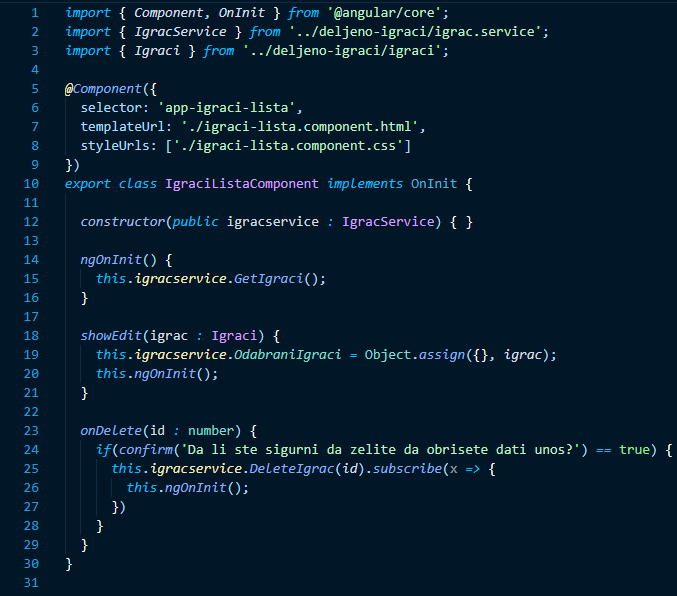 1 import { Component, OnInit } from '@angular/core';
2 import { IgracService } from '../deljeno-igraci/igrac.service';
3 import { Igraci } from '../deljeno-igraci/igraci';
4
5 @Component({
6   selector: 'app-igraci-lista',
7   templateUrl: './igraci-lista.component.html',
8   styleUrls: ['./igraci-lista.component.css']
9 })
10 export class IgraciListaComponent implements OnInit {
11
12   constructor(public igracservice : IgracService) { }
13
14   ngOnInit() {
15     this.igracservice.GetIgraci();
16   }
17
18   showEdit(igrac : Igraci) {
19     this.igracservice.OdabraniIgraci = Object.assign({}, igrac);
20     this.ngOnInit();
21   }
22
23   onDelete(id : number) {
24     if(confirm('Da li ste sigurni da zelite da obrisete dati unos?') == true) {
25       this.igracservice.DeleteIgrac(id).subscribe(x => {
26         this.ngOnInit();
27       })
28     }
29   }
30 }
31